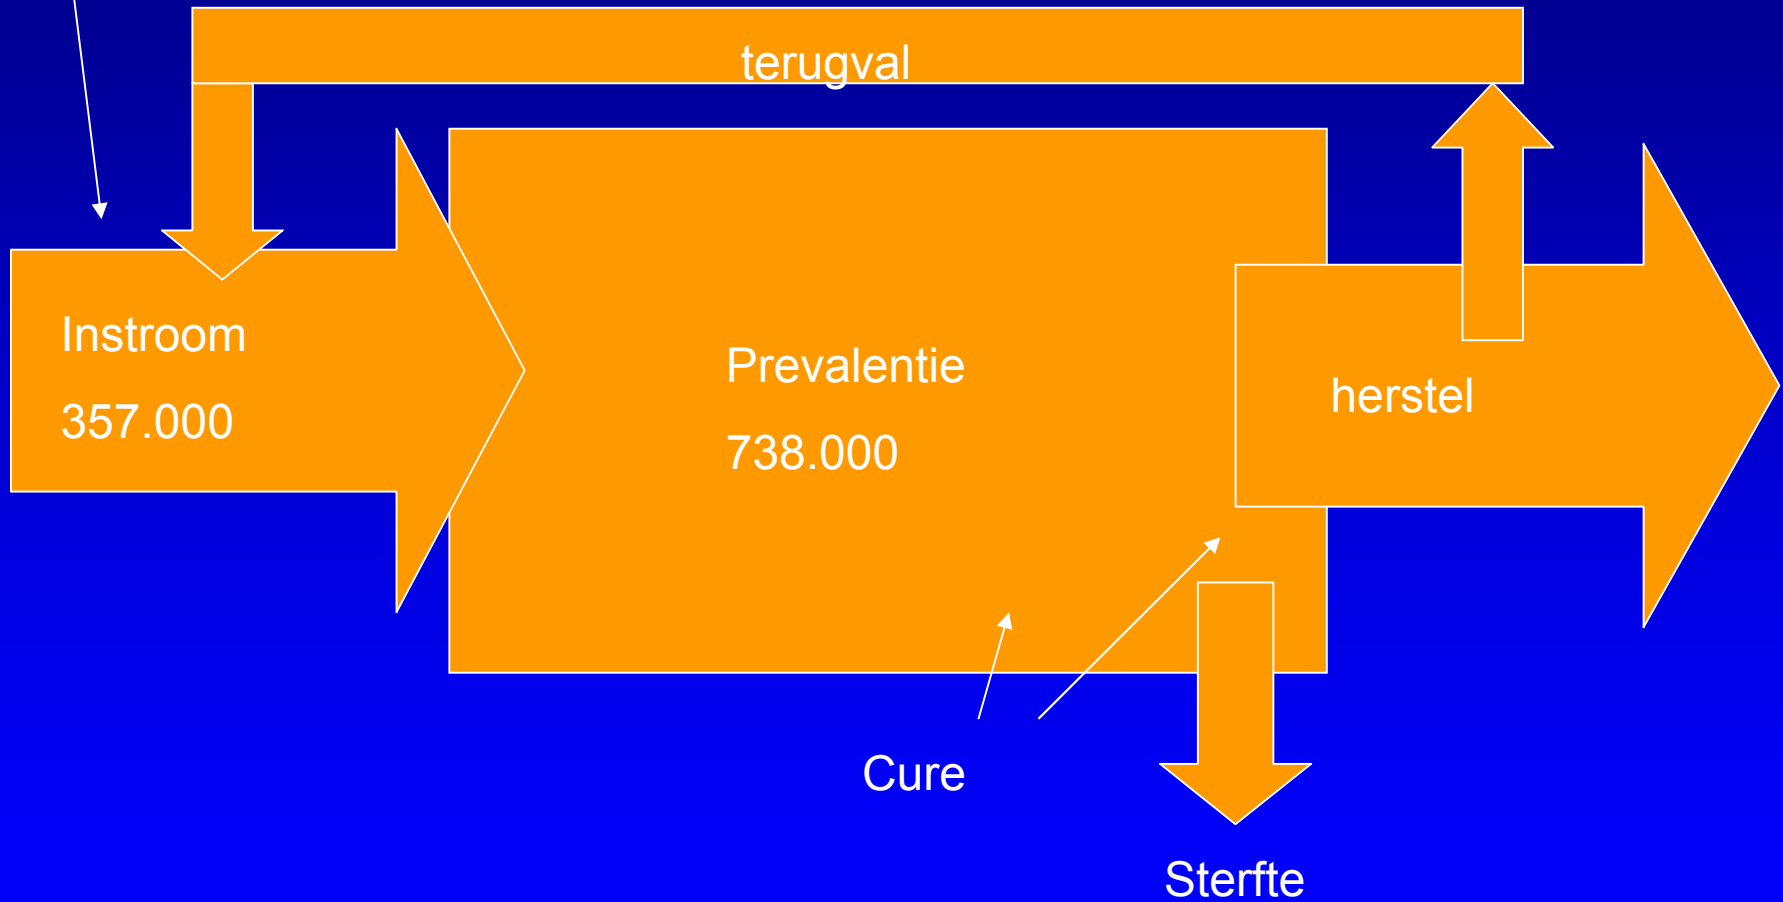 terugval
Instroom
357.000
Prevalentie
738.000
herstel
Cure
Sterfte